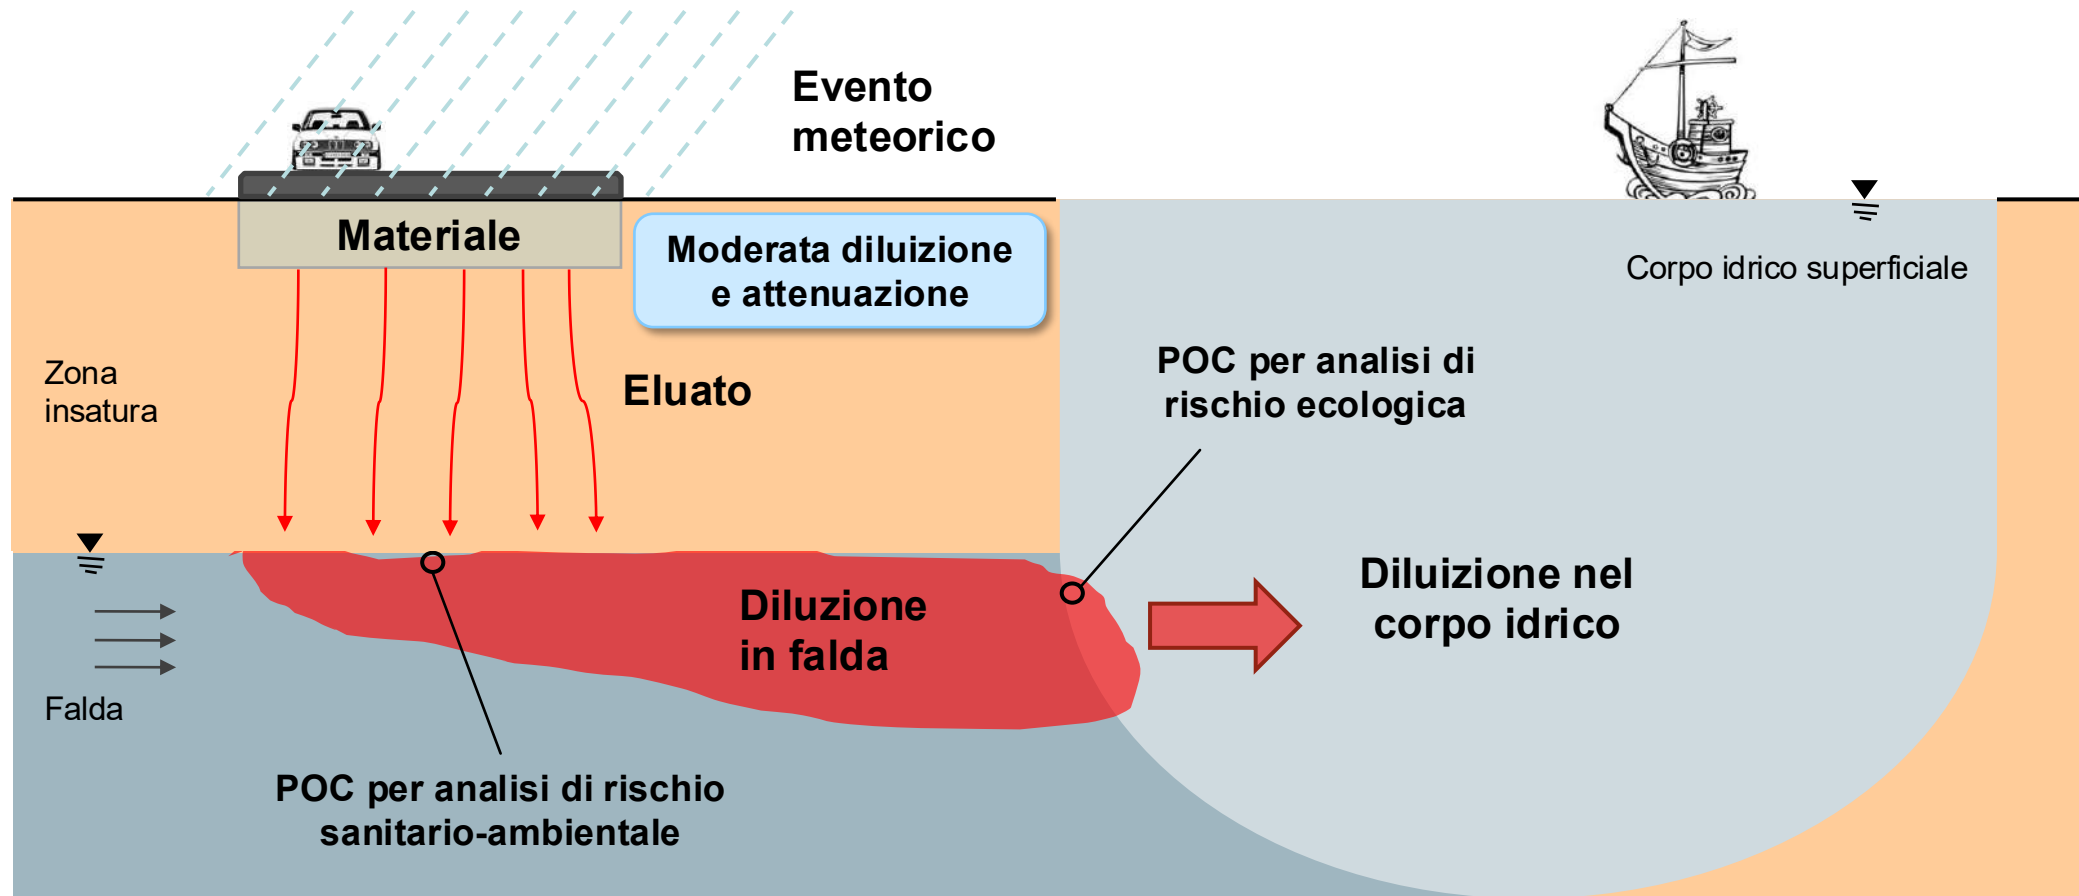 Evento
meteorico
Materiale
Moderata diluizione
e attenuazione
Corpo idrico superficiale
Zona
insatura
Eluato
POC per analisi di
rischio ecologica
Diluzione
in falda
Diluizione nel
corpo idrico
Falda
POC per analisi di rischio
sanitario-ambientale